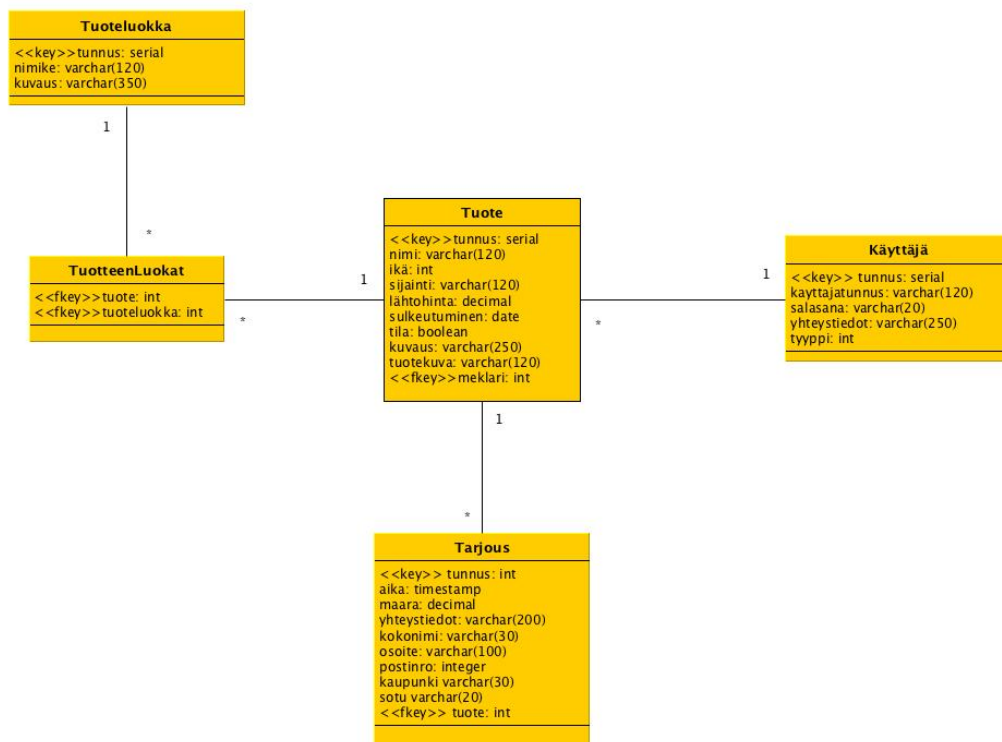 Tuoteluokka
<<key>>tunnus: serial
nimike: varchar(120)
kuvaus: varchar(350)
1
*
TuotteenLuokat
<<fkey>>tuote: int
<<fkey>>tuoteluokka: int
1
*
Tuote
<<key>>tunnus: serial
nimi: varchar(120)
ikä: int
sijainti: varchar(120)
lähtohinta: decimal
sulkeutuminen: date
tila: boolean
kuvaus: varchar(250)
tuotekuva: varchar(120)
<<fkey>>meklari: int
1
*
Käyttäjä
<<key>> tunnus: serial
kayttajatunnus: varchar(120)
salasana: varchar(20)
yhteystiedot: varchar(250)
tyyppi: int
1
*
Tarjous
<<key>> tunnus: int
aika: timestamp
maara: decimal
yhteystiedot: varchar(200)
kokonimi: varchar(30)
osoite: varchar(100)
postinro: integer
kaupunki varchar(30)
sotu varchar(20)
<<fkey>> tuote: int